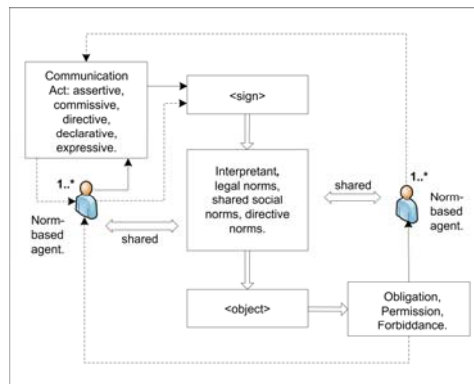 Communication
Act: assertive,
commissive,
directive,
declarative,
expressive.
<sign>
1..*
Norm-
based
agent.
shared
Interpretant,
legal norms,
shared social
norms, directive
norms.
shared
1..*
Norm-
based
agent.
<object>
Obligation,
Permission,
Forbiddance.